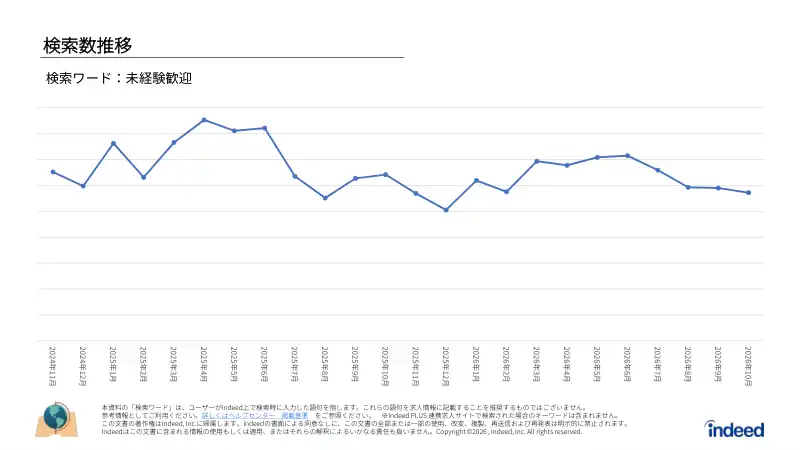 検索数推移
検索ワード：未経験歓迎
2024年11月
2024年12月
2025年1月
2025年2月
2025年3月
2025年4月
2025年5月
2025年6月
2025年7月
2025年8月
2025年9月
2025年10月
2025年11月
2025年12月
2026年1月
2026年2月
2026年3月
2026年4月
2026年5月
2026年6月
2026年7月
2026年8月
2026年9月
2026年10月
本資料の「検索ワード」は、ユーザーがIndeed上で検索時に入力した語句を指します。これらの語句を求人情報に記載することを推奨するものではございません。
参考情報としてご利用ください。詳しくはヘルプセンター 掲載基準 をご参照ください。 ※Indeed PLUS 連携求人サイトで検索された場合のキーワードは含まれません。
この文書の著作権はIndeed, Inc.に帰属します。Indeedの書面による同意なしに、この文書の全部または一部の使用、改変、複製、再送信および再発表は明示的に禁止されます。
Indeedはこの文書に含まれる情報の使用もしくは適用、またはそれらの解釈によるいかなる責任も負いません。Copyright ©2026 , Indeed, Inc. All rights reserved.
indeed